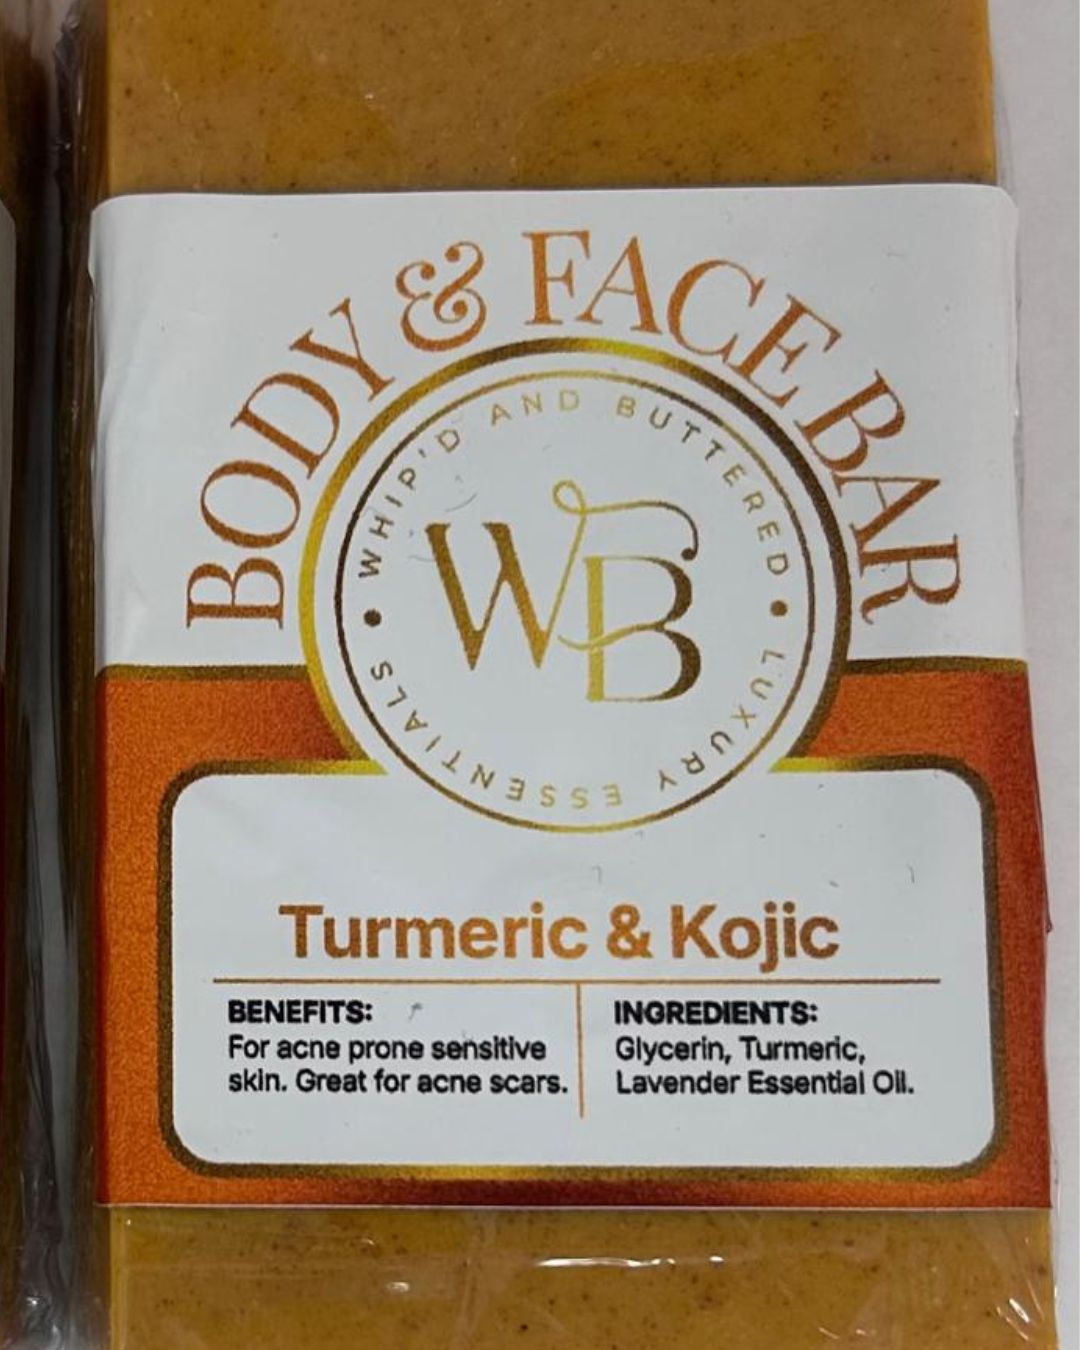 BODY & FACE BAR
WHIP'D AND BUTTERED
WB
LUXURY ESSENTIALS
Turmeric & Kojic
BENEFITS:
For acne prone sensitive
skin. Great for acne scars.
INGREDIENTS:
Glycerin, Turmeric,
Lavender Essential Oil.